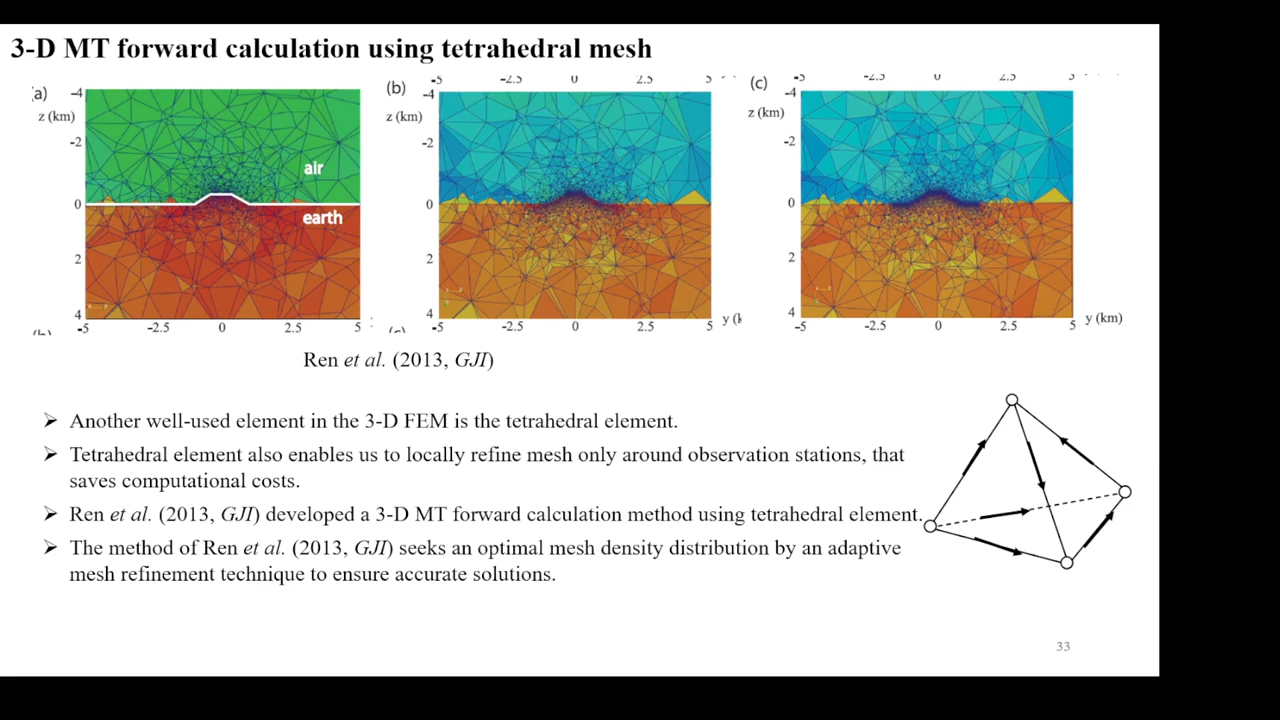 3-D MT forward calculation using tetrahedral mesh
a)
z (km)
-4
-2
0
2
4
-5
-2.5
0
2.5
5
air
earth
(b)
z (km)
-5
-2.5
0
2.5
5
-4
-2
0
2
4
-5
-2.5
0
2.5
5
y (k
(c)
z (km)
-5
-2.5
0
2.5
-4
-2
0
2
4
-5
-2.5
0
2.5
5
y (km)
Ren et al. (2013, GJI)
➢ Another well-used element in the 3-D FEM is the tetrahedral element.
➢ Tetrahedral element also enables us to locally refine mesh only around observation stations, that
saves computational costs.
➢ Ren et al. (2013, GJI) developed a 3-D MT forward calculation method using tetrahedral element.
➢ The method of Ren et al. (2013, GJI) seeks an optimal mesh density distribution by an adaptive
mesh refinement technique to ensure accurate solutions.
33